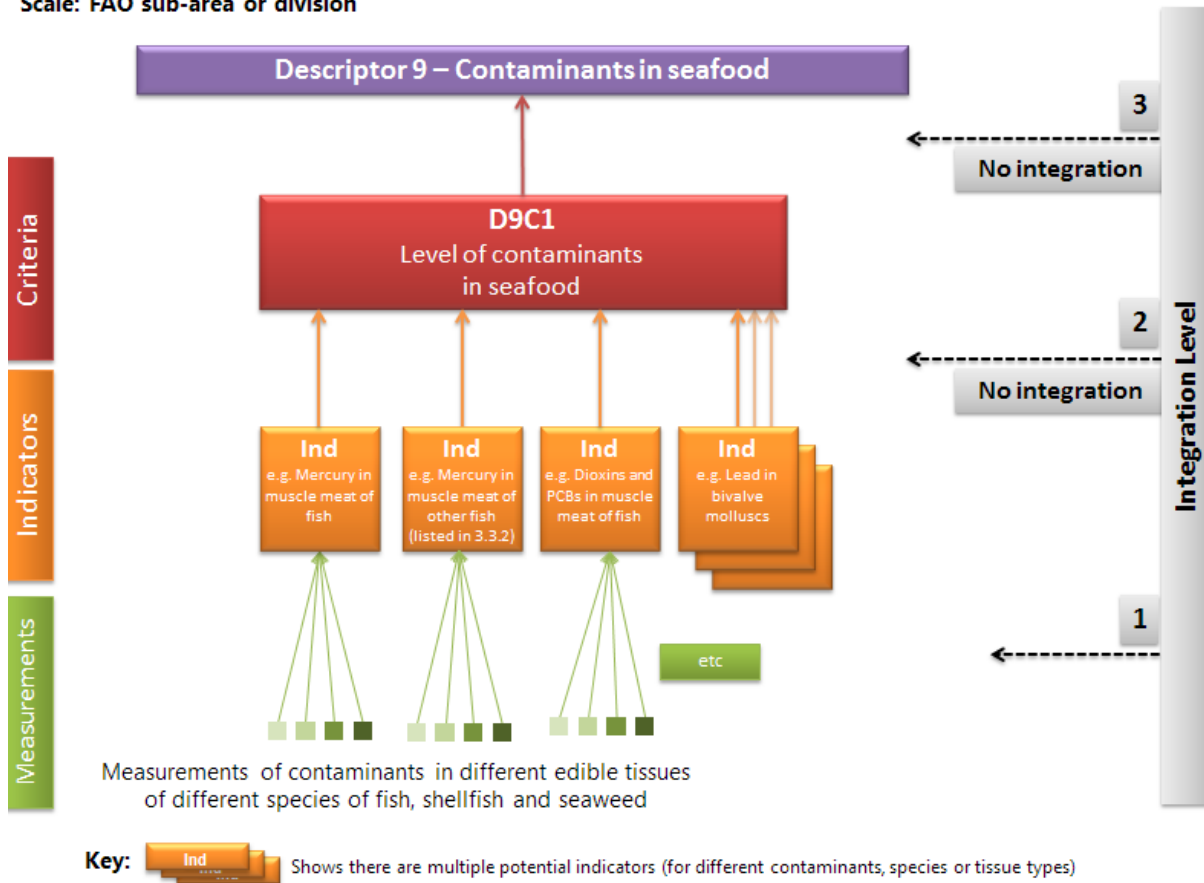 Scale: FAO sub-area or division
Descriptor 9 – Contaminants in seafood
3
No integration
Criteria
D9C1
Level of contaminants
in seafood
2
No integration
Integration Level
Indicators
Ind
e.g. Mercury in
muscle meat of
fish
Ind
e.g. Mercury in
muscle meat of
other fish
(listed in 3.3.2)
Ind
e.g. Dioxins and
PCBs in muscle
meat of fish
Ind
e.g. Lead in
bivalve
molluscs
1
Measurements
etc
Measurements of contaminants in different edible tissues
of different species of fish, shellfish and seaweed
Key:
Ind
Shows there are multiple potential indicators (for different contaminants, species or tissue types)